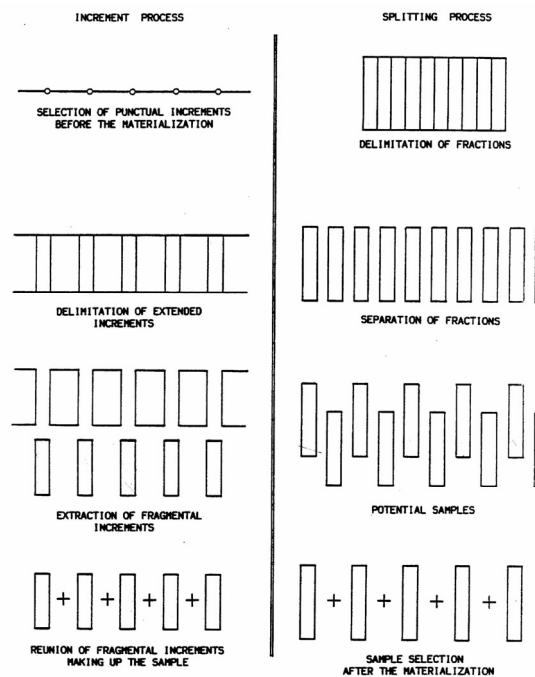 INCREMENT PROCESS
SELECTION OF PUNCTUAL INCREMENTS
BEFORE THE MATERIALIZATION
DELIMITATION OF EXTENDED
INCREMENTS
EXTRACTION OF FRAGMENTAL
INCREMENTS
+ + + +
REUNION OF FRAGMENTAL INCREMENTS
MAKING UP THE SAMPLE
SPLITTING PROCESS
DELIMITATION OF FRACTIONS
SEPARATION OF FRACTIONS
POTENTIAL SAMPLES
+ + + +
SAMPLE SELECTION
AFTER THE MATERIALIZATION